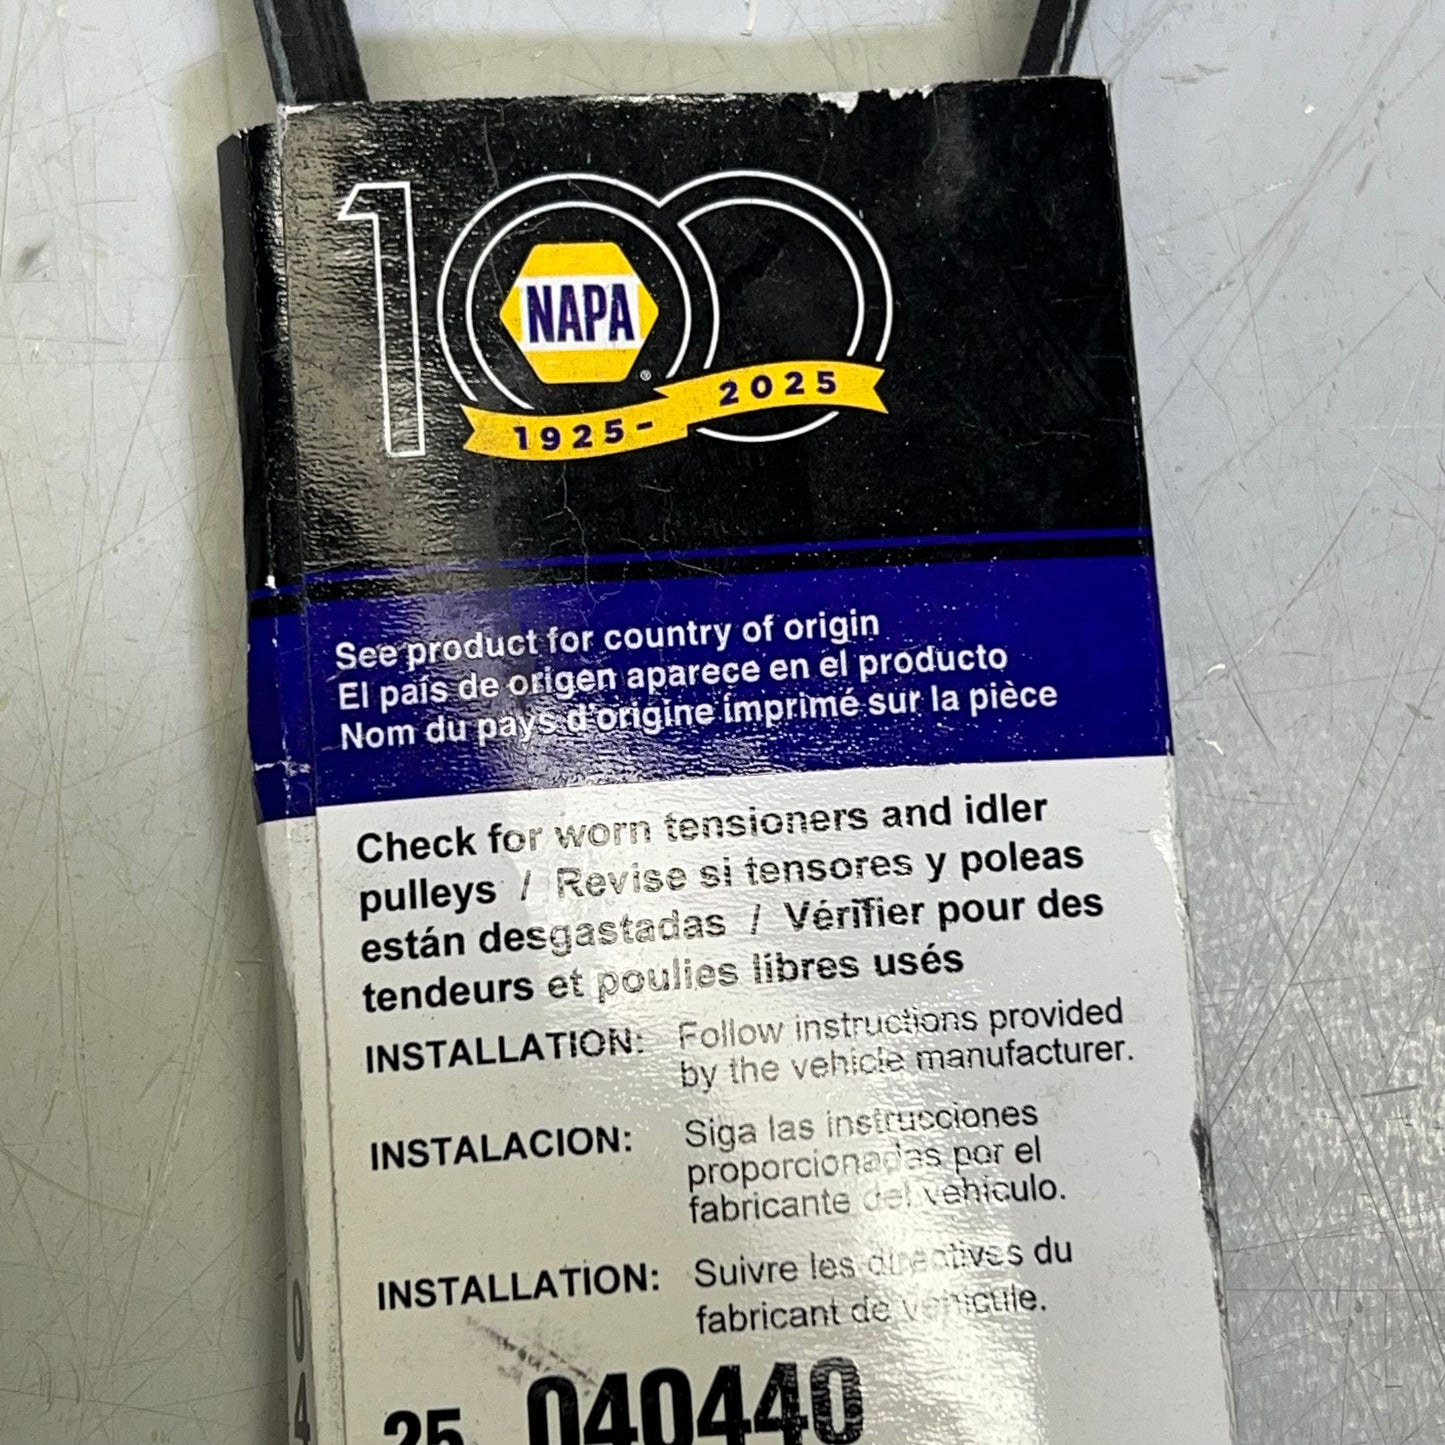 100
NAPA
®
1925-2025
See product for country of origin
El país de origen aparece en el producto
Nom du pays d'origine imprimé sur la pièce
Check for worn tensioners and idler
pulleys / Revise si tensores y poleas
están desgastadas / Vérifier pour des
tendeurs et poulies libres usés
INSTALLATION: Follow instructions provided
by the vehicle manufacturer.
INSTALACION: Siga las instrucciones
proporcionadas por el
fabricante del vehiculo.
INSTALLATION: Suivre les directives du
fabricant de vehicule.
25 040440
04